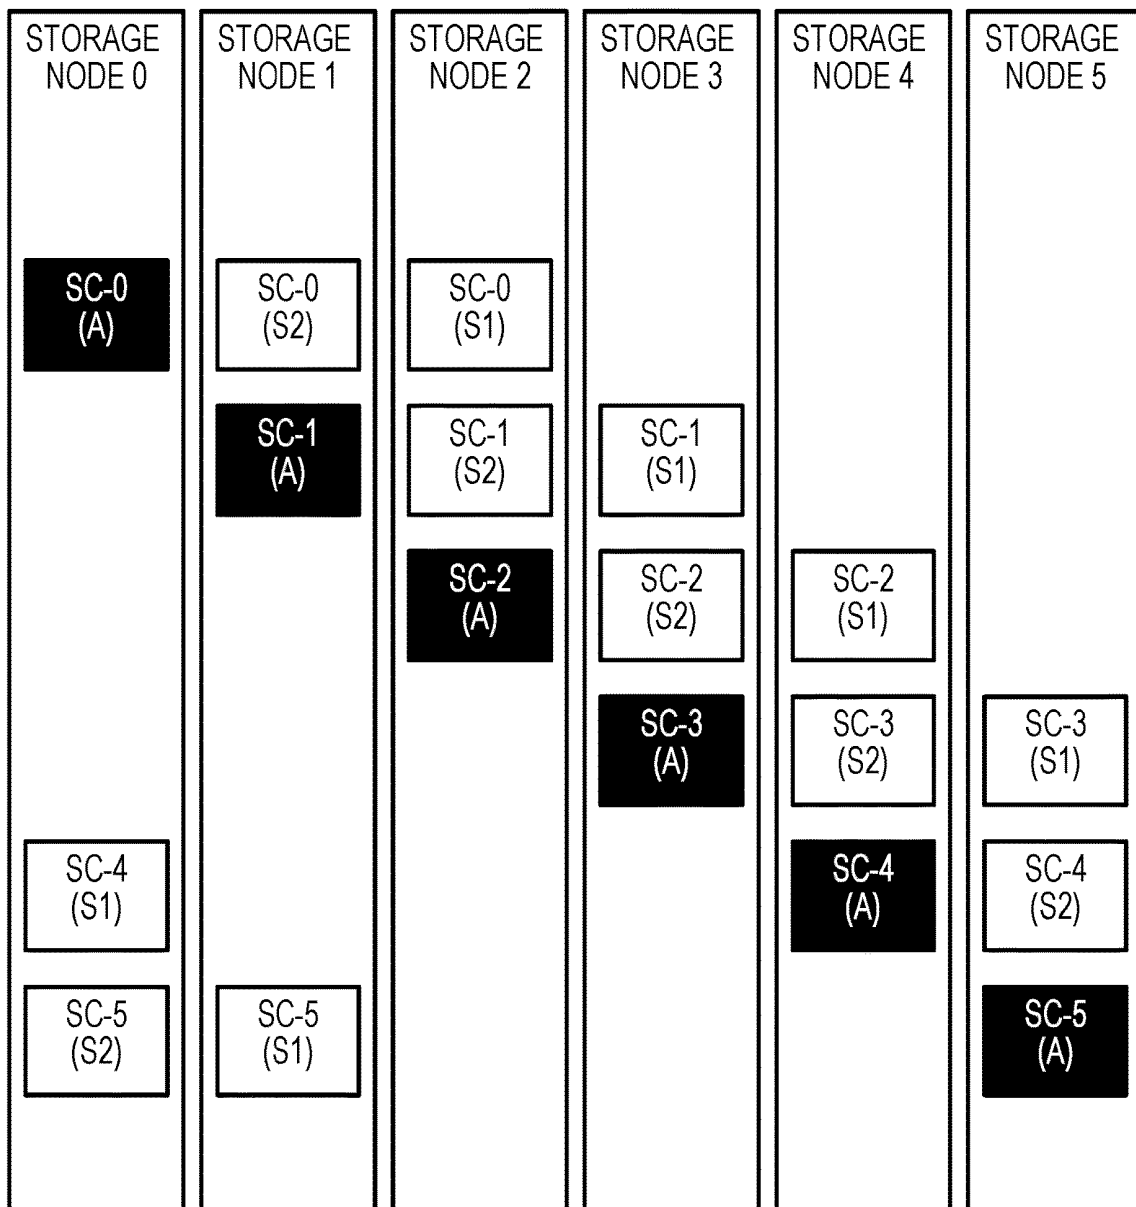 STORAGE
NODE 0
STORAGE
NODE 1
STORAGE
NODE 2
STORAGE
NODE 3
STORAGE
NODE 4
STORAGE
NODE 5
SC-0
(A)
SC-0
(S2)
SC-0
(S1)
SC-1
(A)
SC-1
(S2)
SC-1
(S1)
SC-2
(A)
SC-2
(S2)
SC-2
(S1)
SC-3
(A)
SC-3
(S2)
SC-3
(S1)
SC-4
(S1)
SC-4
(A)
SC-4
(S2)
SC-5
(S2)
SC-5
(S1)
SC-5
(A)